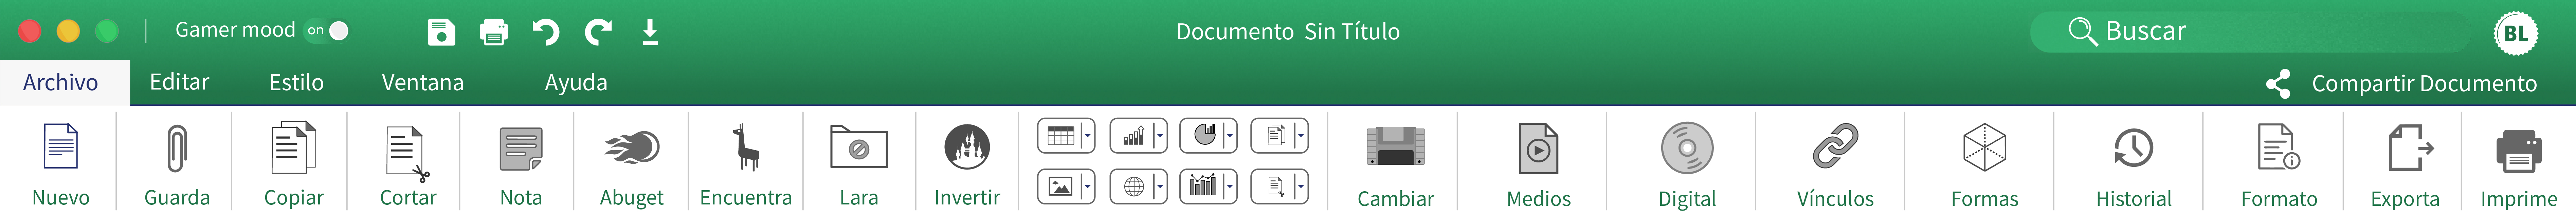 Gamer mood on Documento Sin Título Buscar BL
Archivo Editar Estilo Ventana Ayuda Compartir Documento
Nuevo Guarda Copiar Cortar Nota Abuget Encuentra Lara Invertir Cambiar Medios Digital Vínculos Formas Historial Formato Exporta Imprime